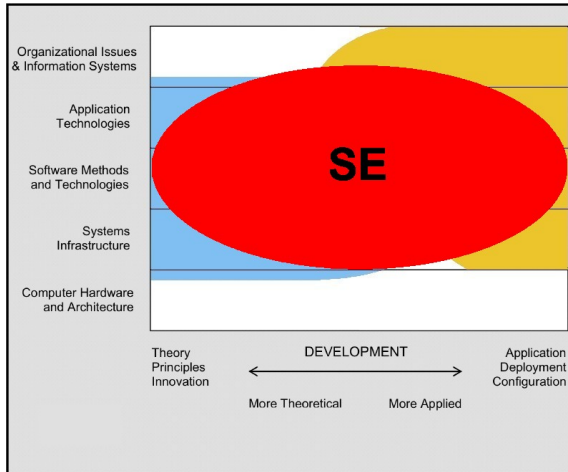 Organizational Issues
& Information Systems
Application
Technologies
SE
Software Methods
and Technologies
Systems
Infrastructure
Computer Hardware
and Architecture
Theory
Principles
Innovation
DEVELOPMENT
Application
Deployment
Configuration
More Theoretical
More Applied